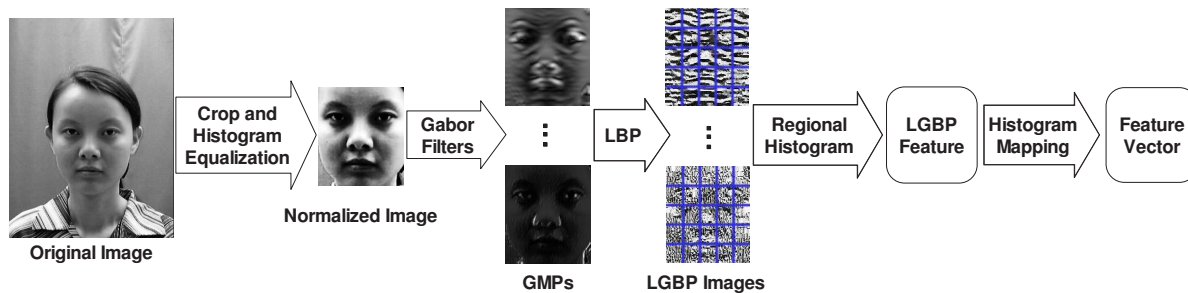 Original Image
Crop and
Histogram
Equalization
Normalized Image
Gabor
Filters
GMPs
LBP
LGBP Images
Regional
Histogram
LGBP
Feature
Histogram
Mapping
Feature
Vector